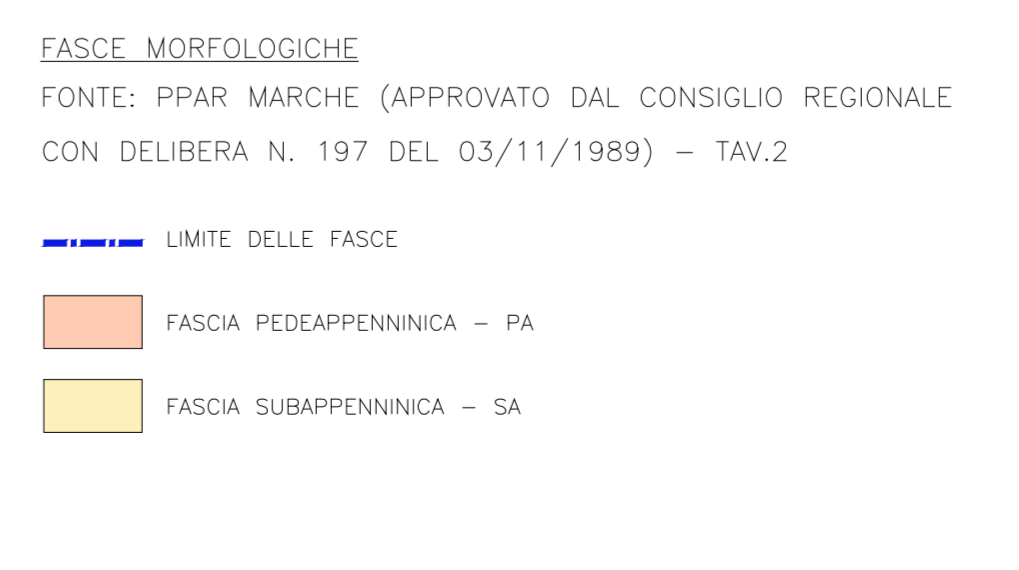 FASCE MORFOLOGICHE
FONTE: PPAR MARCHE (APPROVATO DAL CONSIGLIO REGIONALE
CON DELIBERA N. 197 DEL 03/11/1989) – TAV.2
LIMITE DELLE FASCE
FASCIA PEDEAPPENNINICA – PA
FASCIA SUBAPPENNINICA – SA